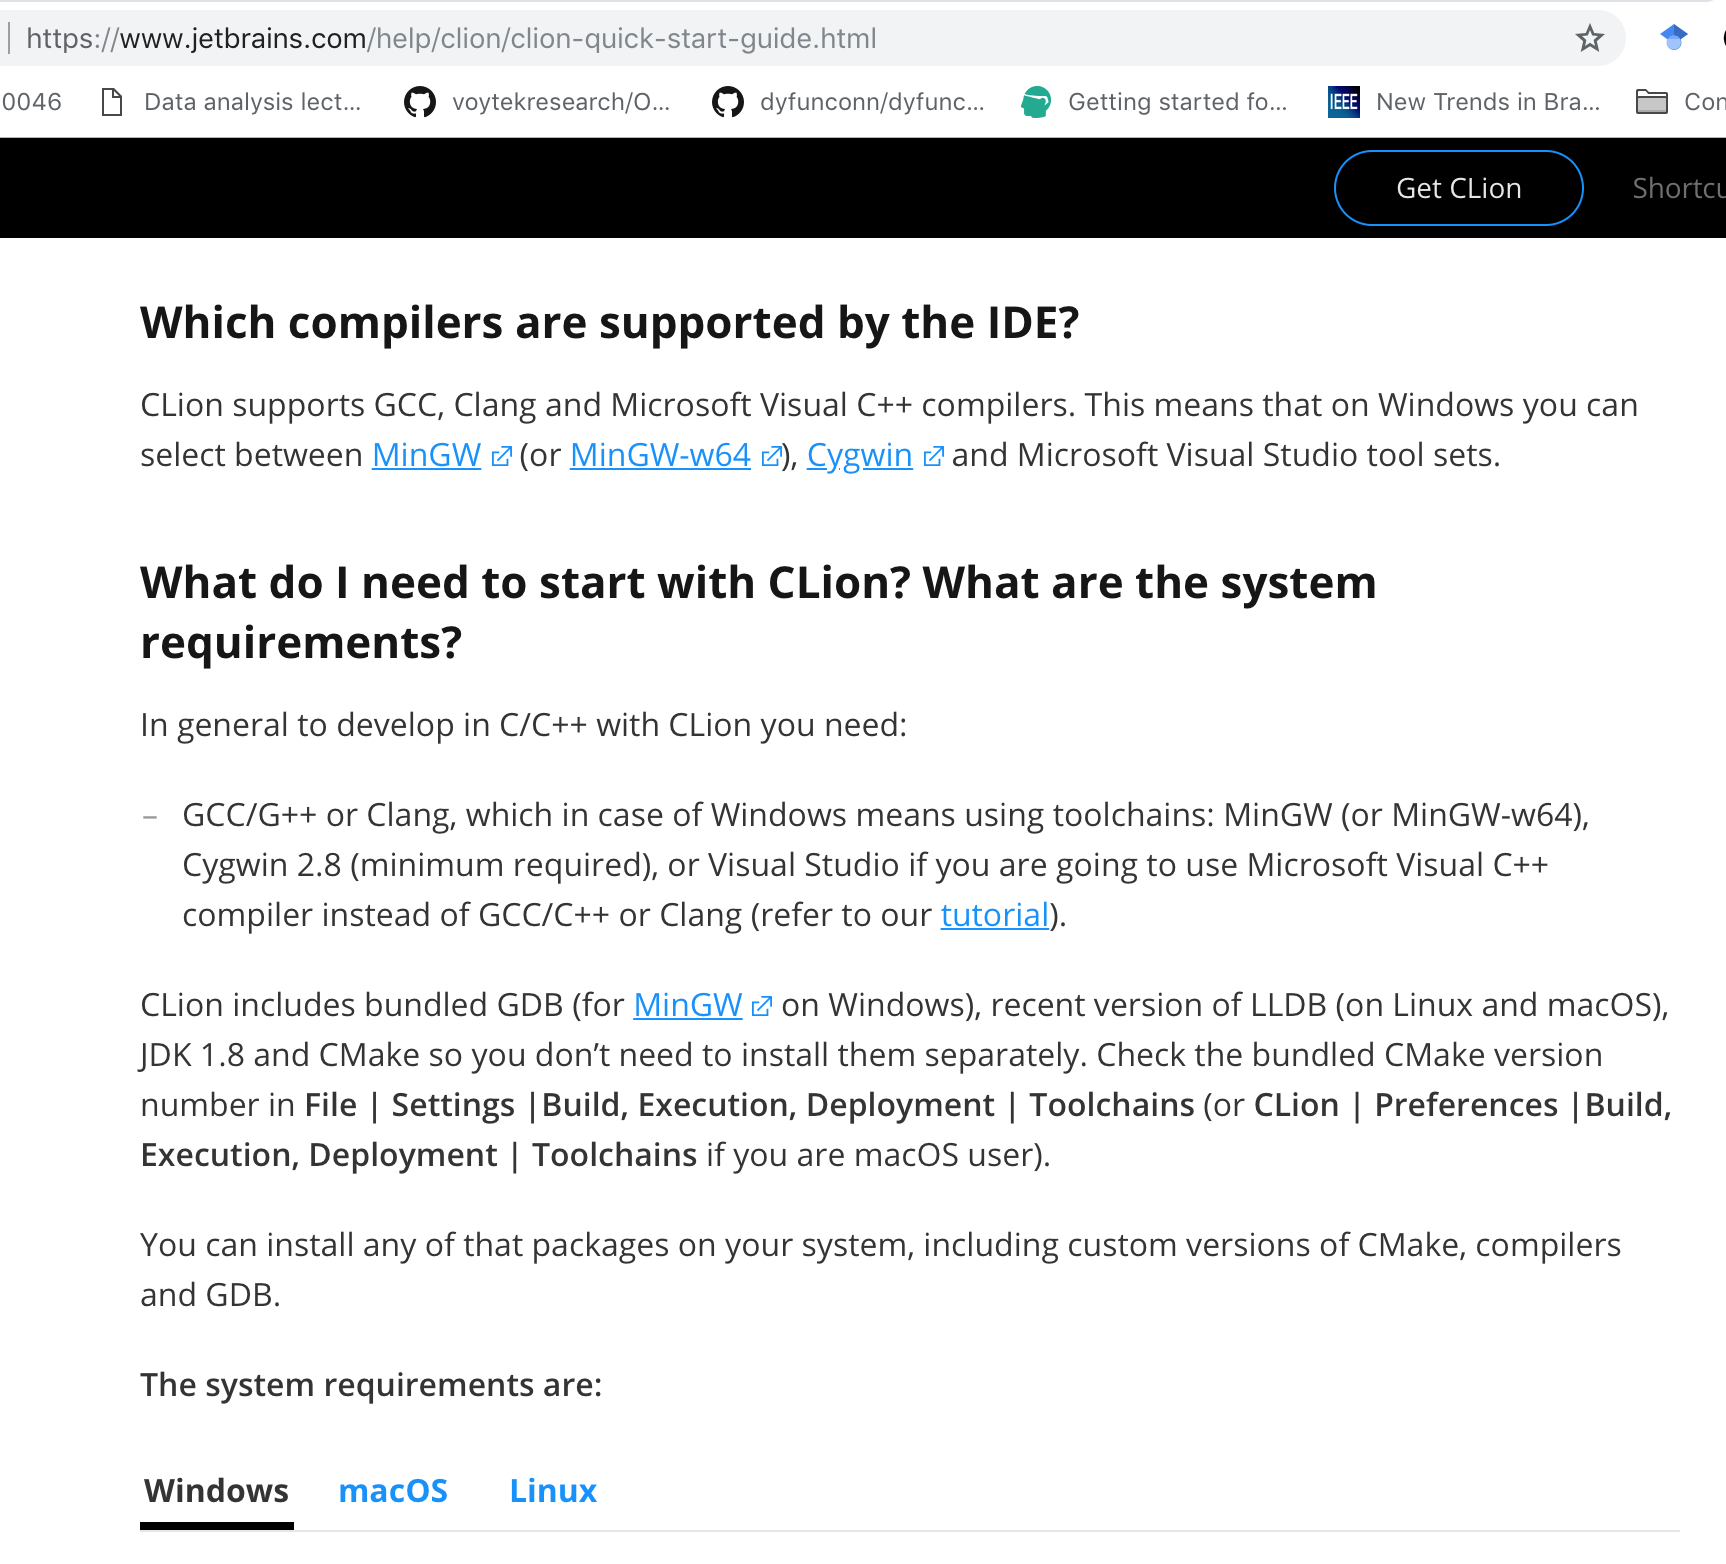 https://www.jetbrains.com/help/clion/clion-quick-start-guide.html
0046 Data analysis lect... voytekresearch/O... dyfunconn/dyfunc... Getting started fo... IEEE New Trends in Bra... Con
Get CLion Shortcu
Which compilers are supported by the IDE?
CLion supports GCC, Clang and Microsoft Visual C++ compilers. This means that on Windows you can
select between MinGW (or MinGW-w64), Cygwin and Microsoft Visual Studio tool sets.
What do I need to start with CLion? What are the system
requirements?
In general to develop in C/C++ with CLion you need:
– GCC/G++ or Clang, which in case of Windows means using toolchains: MinGW (or MinGW-w64),
Cygwin 2.8 (minimum required), or Visual Studio if you are going to use Microsoft Visual C++
compiler instead of GCC/C++ or Clang (refer to our tutorial).
CLion includes bundled GDB (for MinGW on Windows), recent version of LLDB (on Linux and macOS),
JDK 1.8 and CMake so you don’t need to install them separately. Check the bundled CMake version
number in File | Settings |Build, Execution, Deployment | Toolchains (or CLion | Preferences |Build,
Execution, Deployment | Toolchains if you are macOS user).
You can install any of that packages on your system, including custom versions of CMake, compilers
and GDB.
The system requirements are:
Windows macOS Linux